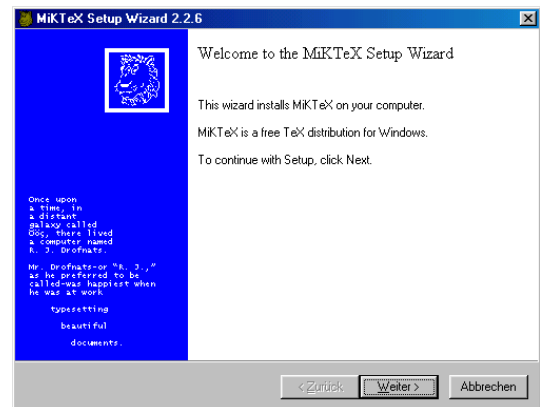 MiKTeX Setup Wizard 2.2.6
Welcome to the MiKTeX Setup Wizard
This wizard installs MiKTeX on your computer.
MiKTeX is a free TeX distribution for Windows.
To continue with Setup, click Next.
Once upon
a time, in
a distant
galaxy called
Ööç, there lived
a computer named
R. J. Drofnats.
Mr. Drofnats-or “R. J.,”
as he preferred to be
called-was happiest when
he was at work
typesetting
beautiful
documents.
< Zurück
Weiter >
Abbrechen